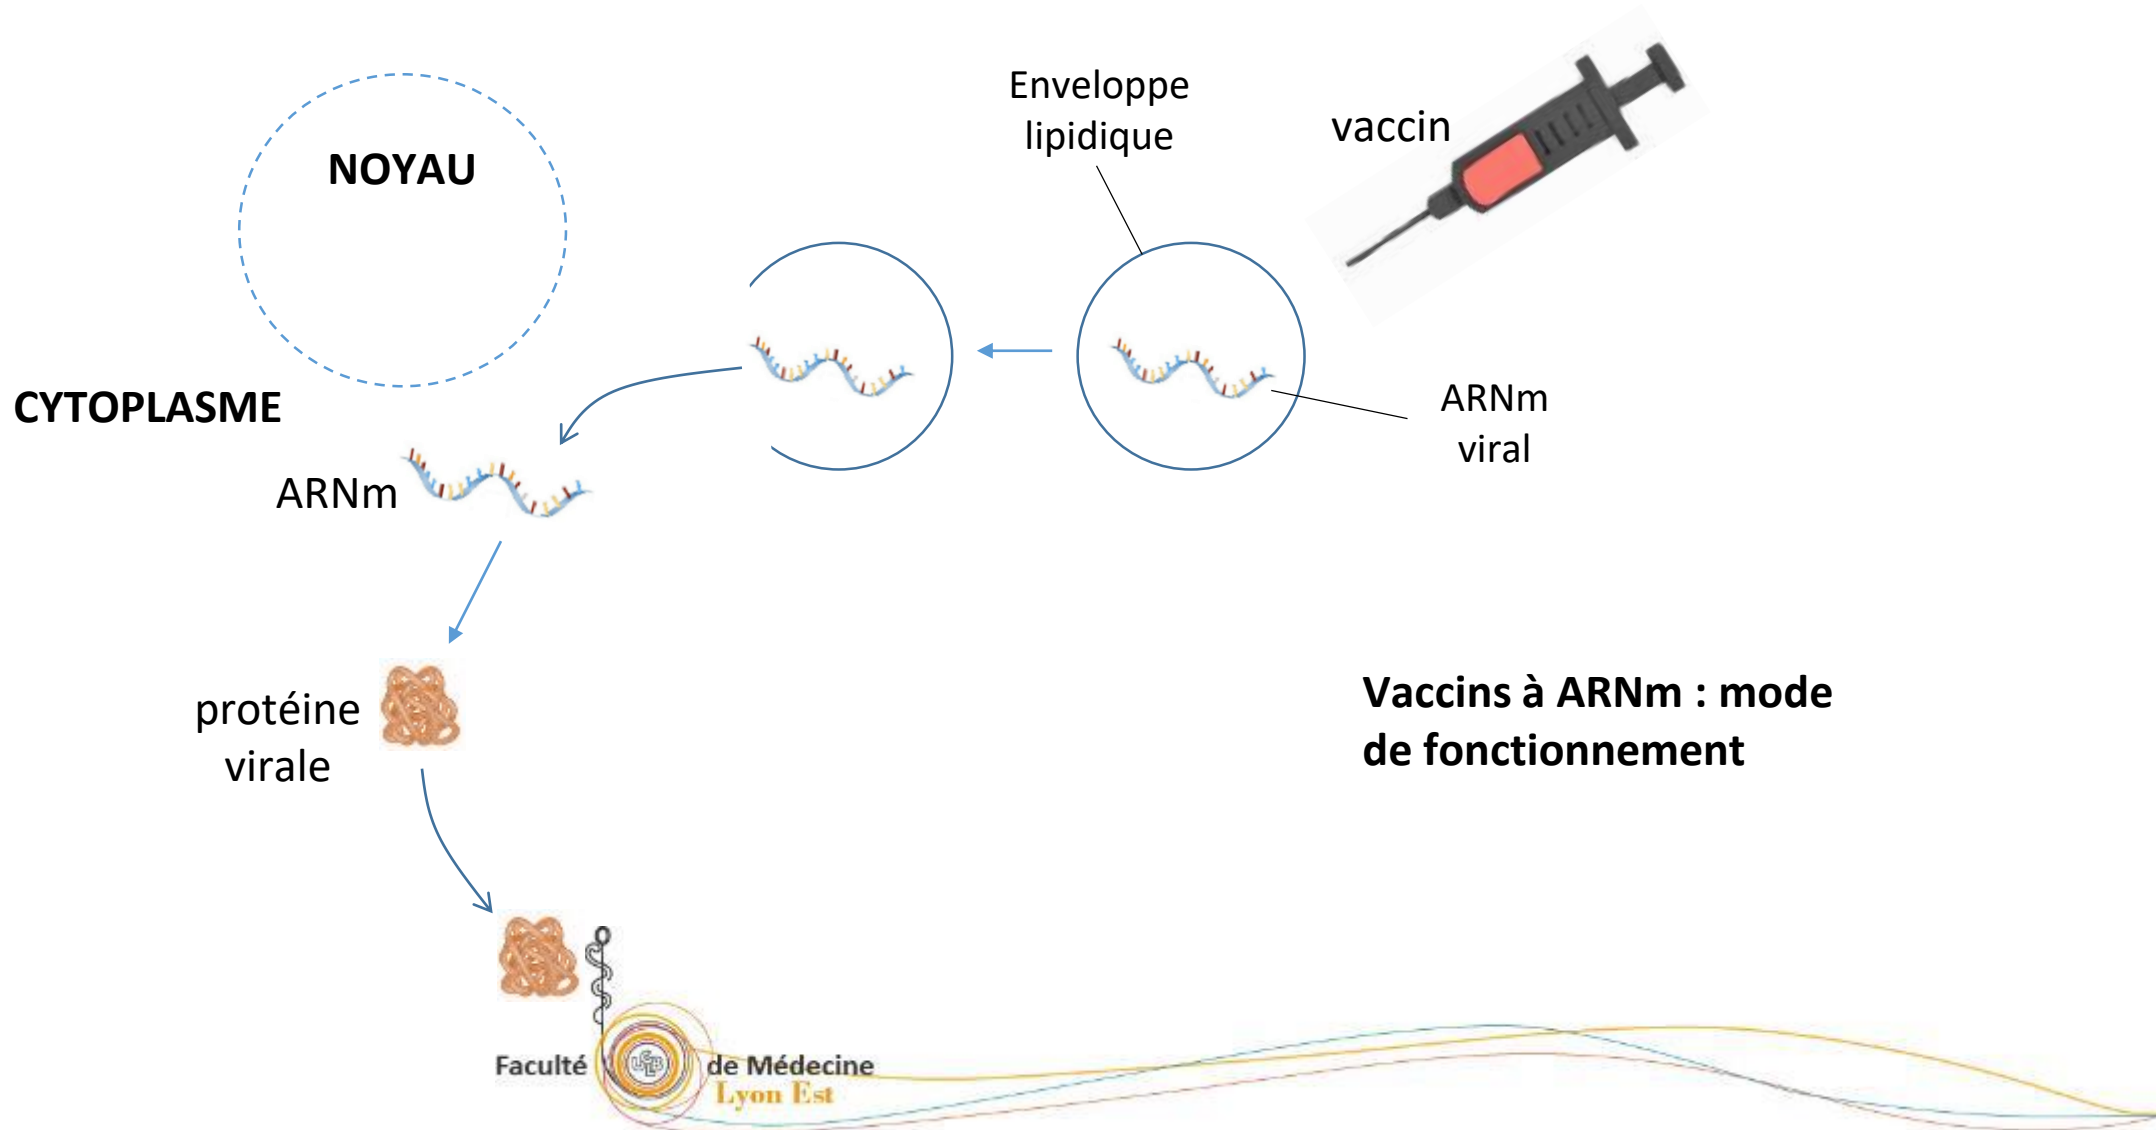 Enveloppe
lipidique
vaccin
NOYAU
ARNm
viral
CYTOPLASME
ARNm
protéine
virale
Vaccins à ARNm : mode
de fonctionnement
Faculté de Médecine
Lyon Est